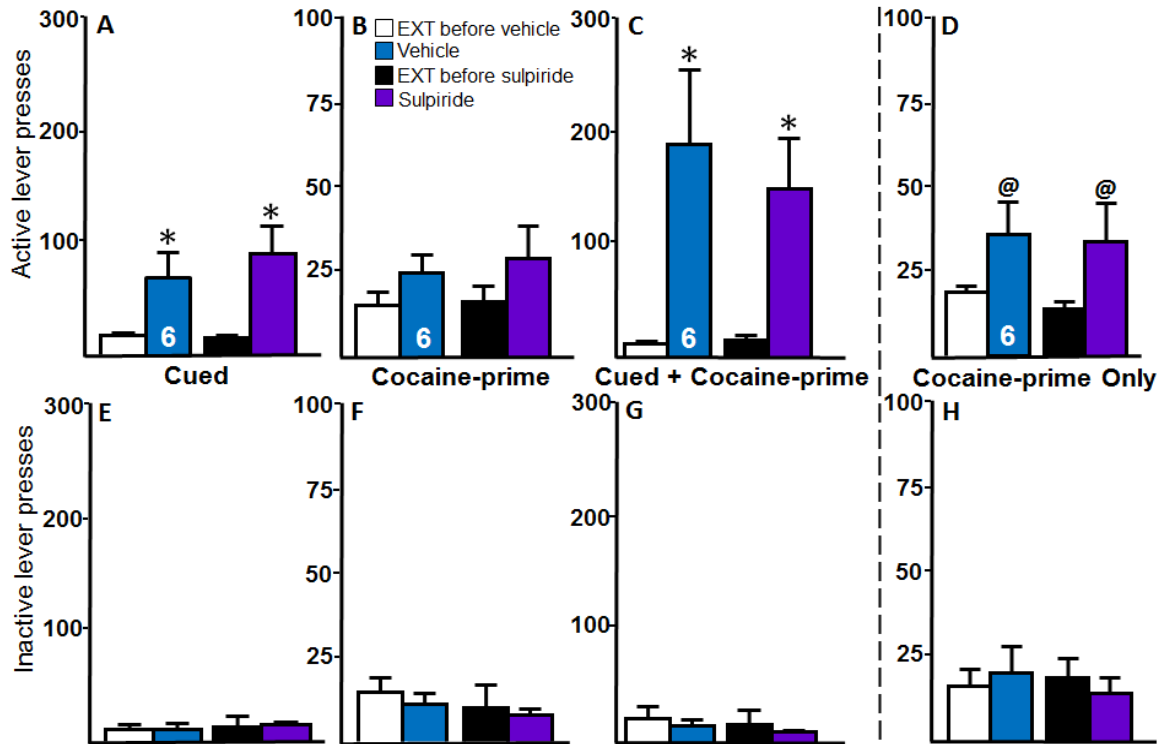 A
B
C
D
300
200
100
100
75
50
25
300
200
100
100
75
50
25
EXT before vehicle
Vehicle
EXT before sulpiride
Sulpiride
Active lever presses
*
*
*
*
@
@
6
6
6
6
Cued
Cocaine-prime
Cued + Cocaine-prime
Cocaine-prime Only
E
F
G
H
300
200
100
100
75
50
25
300
200
100
100
75
50
25
Inactive lever presses